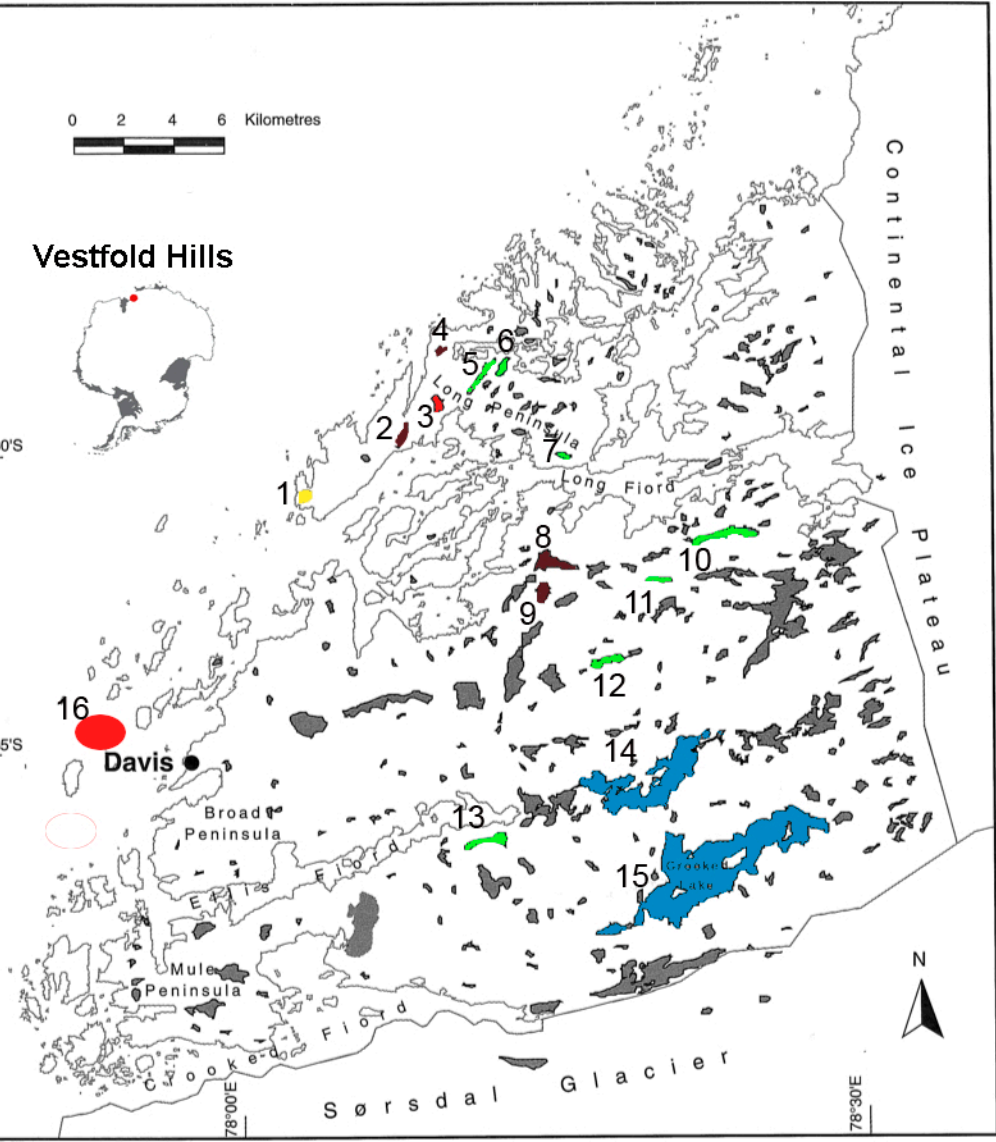 0 2 4 6 Kilometres
Vestfold Hills
Continental Ice Plateau
4
6
5
Long Peninsula
3
2
0'S
7
1
Long Fiord
8
10
11
9
12
16
5'S
14
Davis
Broad
Peninsula
13
Ellis Fiord
15
Crooked
Lake
Mule
Peninsula
N
Crooked Fiord
Sørsdal Glacier
78°00'E
78°30'E